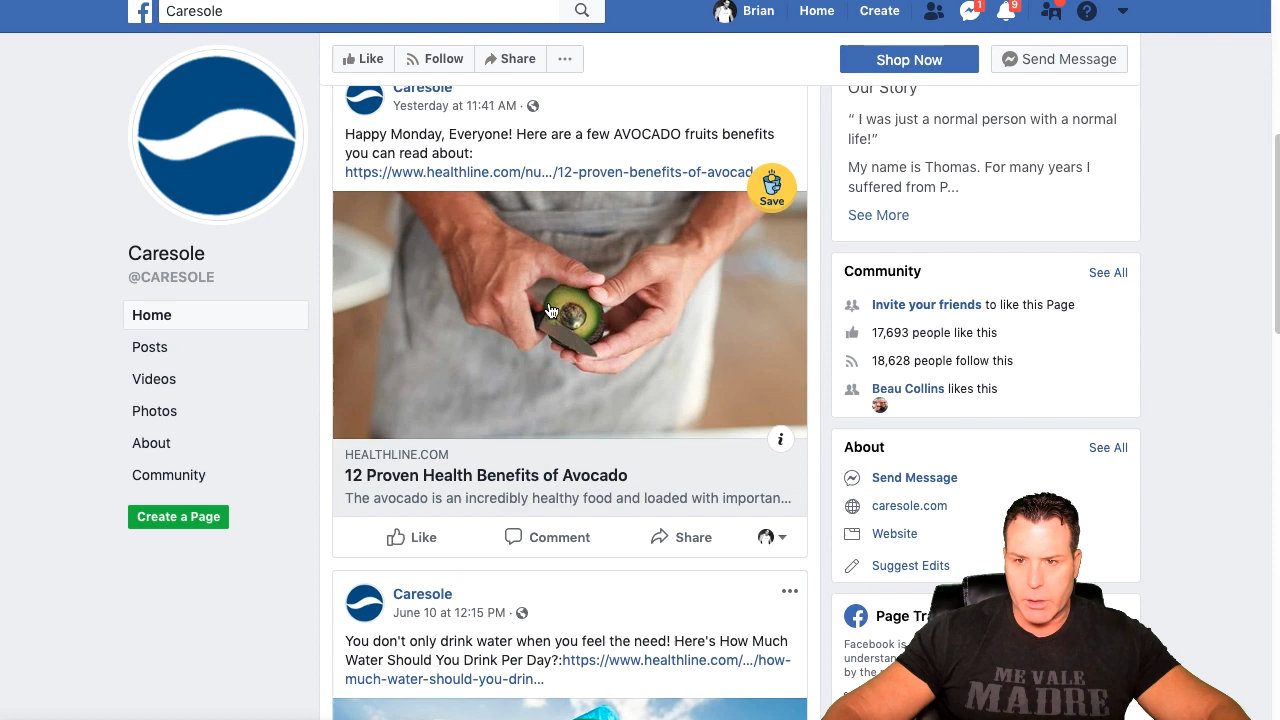 Caresole
Brian
Home
Create
1
9
Like
Follow
Share
Shop Now
Send Message
Caresole
@CARESOLE
Home
Posts
Videos
Photos
About
Community
Create a Page
Caresole
Yesterday at 11:41 AM ·
Happy Monday, Everyone! Here are a few AVOCADO fruits benefits
you can read about:
https://www.healthline.com/nu.../12-proven-benefits-of-avocad
Save
HEALTHLINE.COM
12 Proven Health Benefits of Avocado
The avocado is an incredibly healthy food and loaded with importan...
Like
Comment
Share
Caresole
June 10 at 12:15 PM ·
You don't only drink water when you feel the need! Here's How Much
Water Should You Drink Per Day?:https://www.healthline.com/.../how-
much-water-should-you-drin...
Our Story
“ I was just a normal person with a normal
life!”
My name is Thomas. For many years I
suffered from P...
See More
Community
See All
Invite your friends to like this Page
17,693 people like this
18,628 people follow this
Beau Collins likes this
About
See All
Send Message
caresole.com
Website
Suggest Edits
Page
Facebook is
by the
ME VALE
MADRE